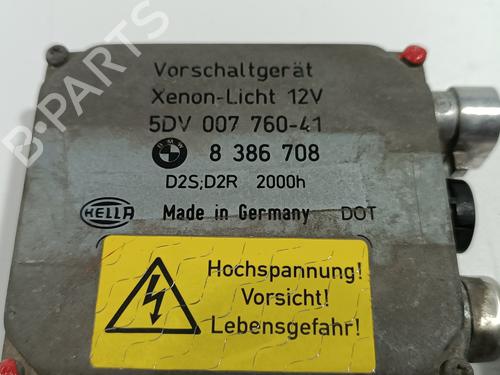 Vorschaltgerät
Xenon-Licht 12V
5DV 007 760-41
BMW 8 386 708
D2S;D2R 2000h
HELLA Made in Germany DOT
Hochspannung!
Vorsicht!
Lebensgefahr!
B-PARTS